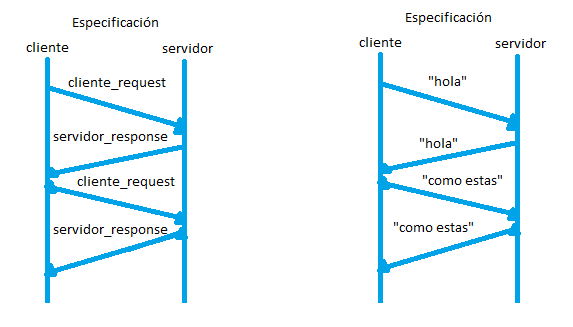 Especificación
cliente
servidor
cliente_request
servidor_response
cliente_request
servidor_response
Especificación
cliente
servidor
"hola"
"hola"
"como estas"
"como estas"